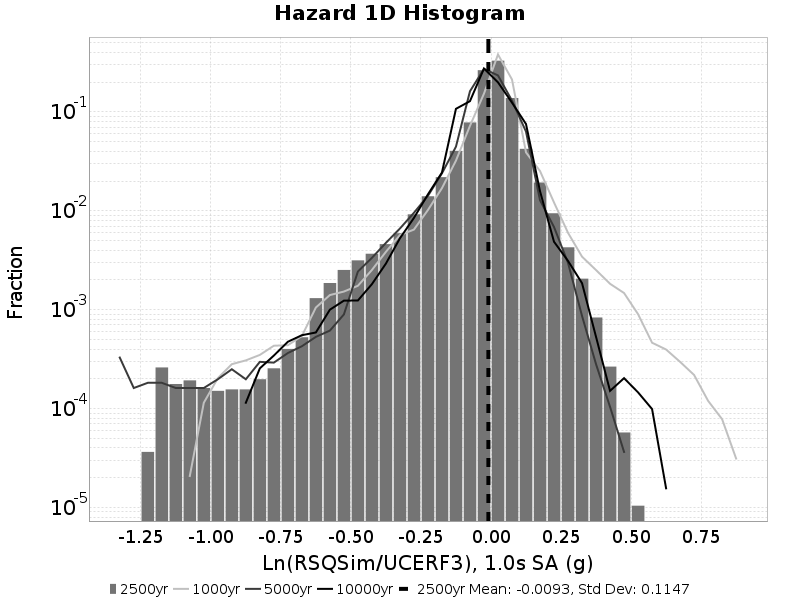 Hazard 1D Histogram
Fraction
10-1
10-2
10-3
10-4
10-5
-1.25 -1.00 -0.75 -0.50 -0.25 0.00 0.25 0.50 0.75
Ln(RSQSim/UCERF3), 1.0s SA (g)
2500yr 1000yr 5000yr 10000yr 2500yr Mean: -0.0093, Std Dev: 0.1147